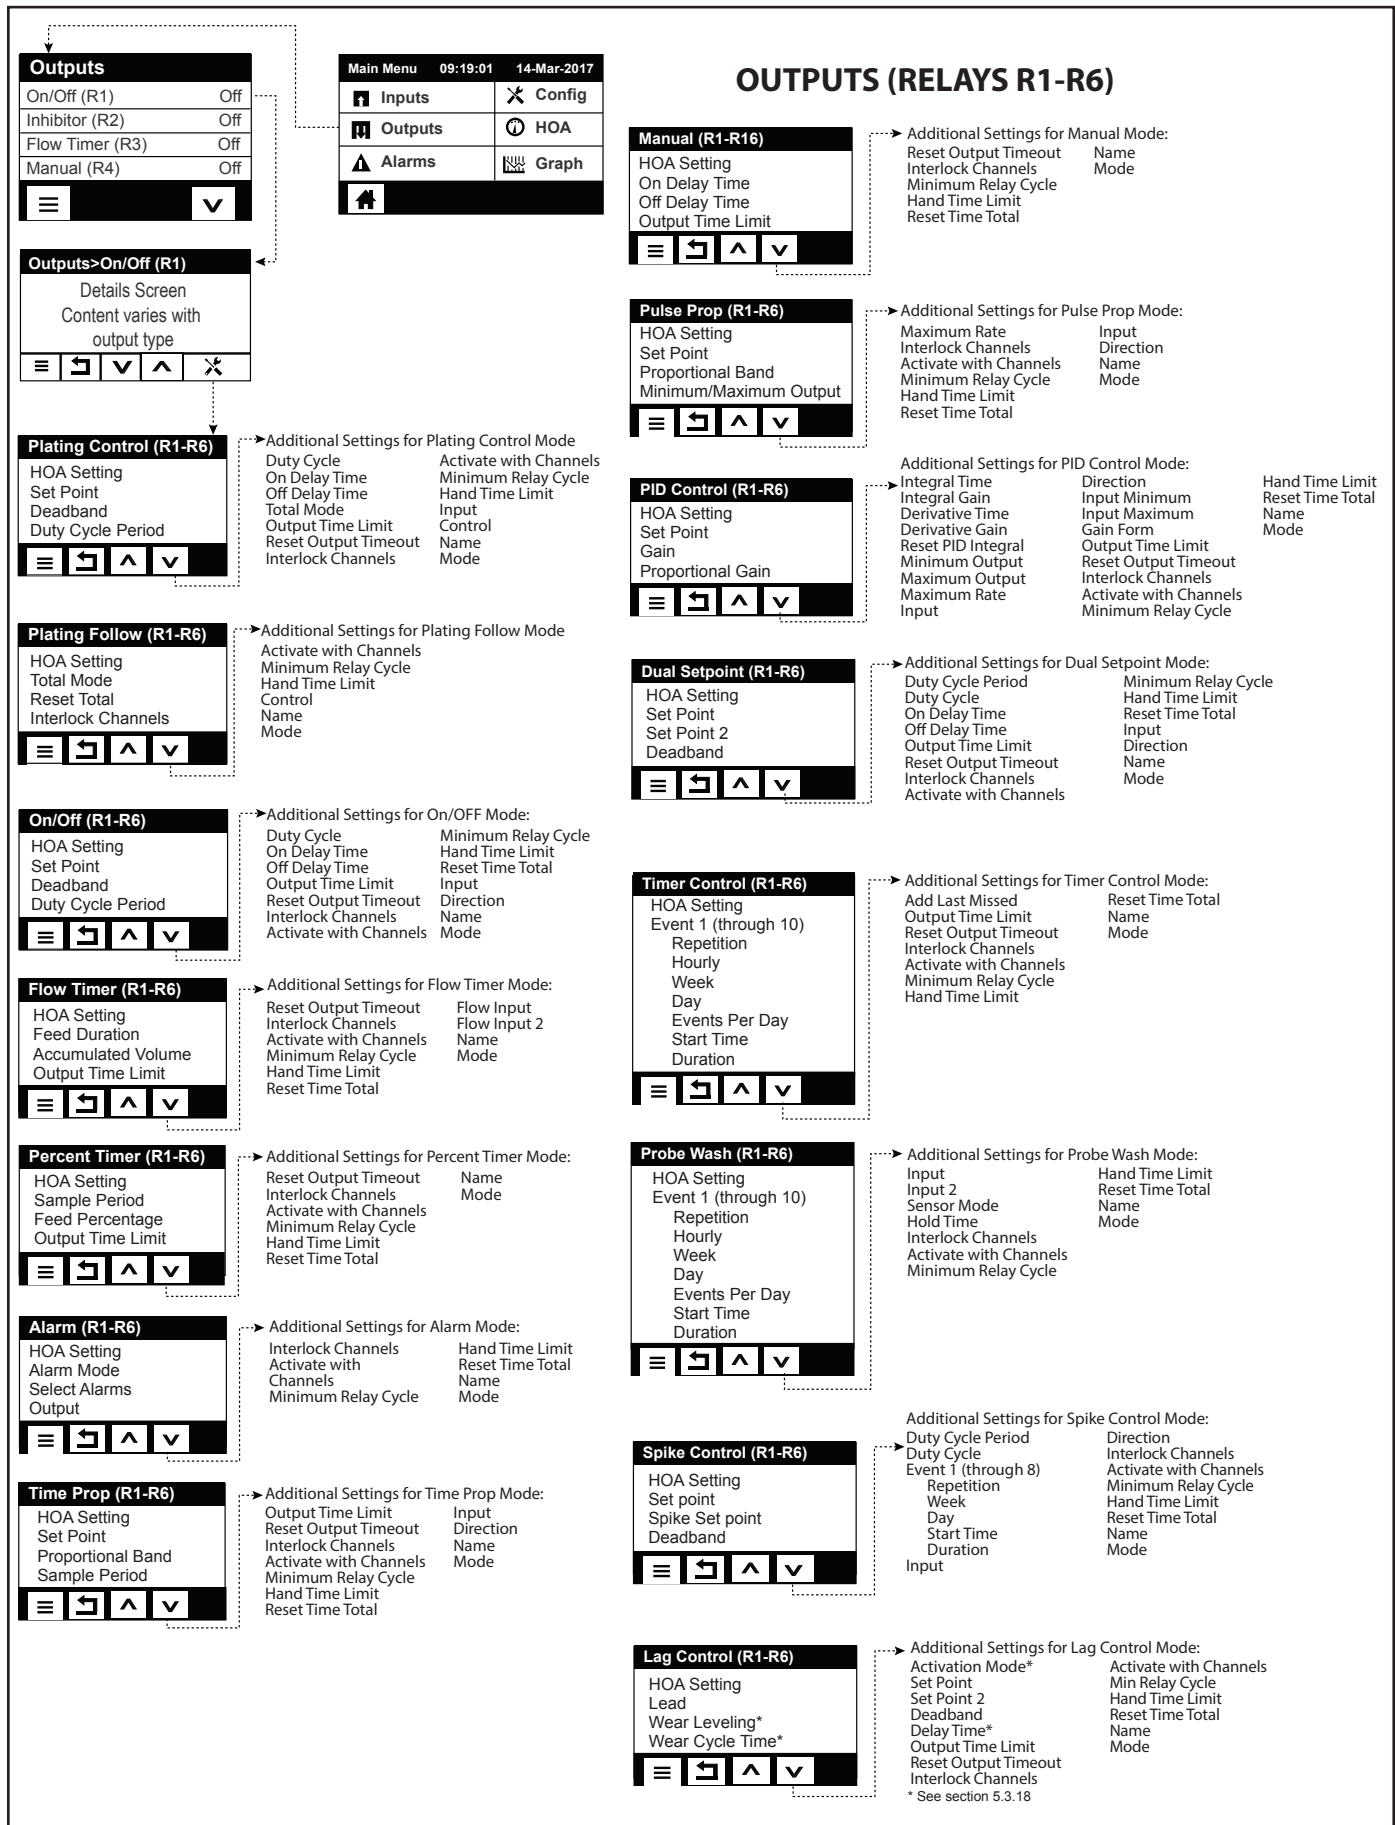 Outputs
On/Off (R1) Off
Inhibitor (R2) Off
Flow Timer (R3) Off
Manual (R4) Off
Main Menu 09:19:01 14-Mar-2017
Inputs Config
Outputs HOA
Alarms Graph
OUTPUTS (RELAYS R1-R6)
Outputs>On/Off (R1)
Details Screen
Content varies with
output type
Plating Control (R1-R6)
HOA Setting
Set Point
Deadband
Duty Cycle Period
Additional Settings for Plating Control Mode
Duty Cycle
On Delay Time
Off Delay Time
Total Mode
Output Time Limit
Reset Output Timeout
Interlock Channels
Activate with Channels
Minimum Relay Cycle
Hand Time Limit
Input
Control
Name
Mode
Plating Follow (R1-R6)
HOA Setting
Total Mode
Reset Total
Interlock Channels
Additional Settings for Plating Follow Mode
Activate with Channels
Minimum Relay Cycle
Hand Time Limit
Control
Name
Mode
On/Off (R1-R6)
HOA Setting
Set Point
Deadband
Duty Cycle Period
Additional Settings for On/OFF Mode:
Duty Cycle
On Delay Time
Off Delay Time
Output Time Limit
Reset Output Timeout
Interlock Channels
Activate with Channels
Minimum Relay Cycle
Hand Time Limit
Reset Time Total
Input
Direction
Name
Mode
Flow Timer (R1-R6)
HOA Setting
Feed Duration
Accumulated Volume
Output Time Limit
Additional Settings for Flow Timer Mode:
Reset Output Timeout
Interlock Channels
Activate with Channels
Minimum Relay Cycle
Hand Time Limit
Reset Time Total
Flow Input
Flow Input 2
Name
Mode
Percent Timer (R1-R6)
HOA Setting
Sample Period
Feed Percentage
Output Time Limit
Additional Settings for Percent Timer Mode:
Reset Output Timeout
Interlock Channels
Activate with Channels
Minimum Relay Cycle
Hand Time Limit
Reset Time Total
Name
Mode
Alarm (R1-R6)
HOA Setting
Alarm Mode
Select Alarms
Output
Additional Settings for Alarm Mode:
Interlock Channels
Activate with
Channels
Minimum Relay Cycle
Hand Time Limit
Reset Time Total
Name
Mode
Time Prop (R1-R6)
HOA Setting
Set Point
Proportional Band
Sample Period
Additional Settings for Time Prop Mode:
Output Time Limit
Reset Output Timeout
Interlock Channels
Activate with Channels
Minimum Relay Cycle
Hand Time Limit
Reset Time Total
Input
Direction
Name
Mode
Manual (R1-R16)
HOA Setting
On Delay Time
Off Delay Time
Output Time Limit
Additional Settings for Manual Mode:
Reset Output Timeout
Interlock Channels
Minimum Relay Cycle
Hand Time Limit
Reset Time Total
Name
Mode
Pulse Prop (R1-R6)
HOA Setting
Set Point
Proportional Band
Minimum/Maximum Output
Additional Settings for Pulse Prop Mode:
Maximum Rate
Interlock Channels
Activate with Channels
Minimum Relay Cycle
Hand Time Limit
Reset Time Total
Input
Direction
Name
Mode
PID Control (R1-R6)
HOA Setting
Set Point
Gain
Proportional Gain
Additional Settings for PID Control Mode:
Integral Time
Integral Gain
Derivative Time
Derivative Gain
Reset PID Integral
Minimum Output
Maximum Output
Maximum Rate
Input
Direction
Input Minimum
Input Maximum
Gain Form
Output Time Limit
Reset Output Timeout
Interlock Channels
Activate with Channels
Minimum Relay Cycle
Hand Time Limit
Reset Time Total
Name
Mode
Dual Setpoint (R1-R6)
HOA Setting
Set Point
Set Point 2
Deadband
Additional Settings for Dual Setpoint Mode:
Duty Cycle Period
Duty Cycle
On Delay Time
Off Delay Time
Output Time Limit
Reset Output Timeout
Interlock Channels
Activate with Channels
Minimum Relay Cycle
Hand Time Limit
Reset Time Total
Input
Direction
Name
Mode
Timer Control (R1-R6)
HOA Setting
Event 1 (through 10)
Repetition
Hourly
Week
Day
Events Per Day
Start Time
Duration
Additional Settings for Timer Control Mode:
Add Last Missed
Output Time Limit
Reset Output Timeout
Interlock Channels
Activate with Channels
Minimum Relay Cycle
Hand Time Limit
Reset Time Total
Name
Mode
Probe Wash (R1-R6)
HOA Setting
Event 1 (through 10)
Repetition
Hourly
Week
Day
Events Per Day
Start Time
Duration
Additional Settings for Probe Wash Mode:
Input
Input 2
Sensor Mode
Hold Time
Interlock Channels
Activate with Channels
Minimum Relay Cycle
Hand Time Limit
Reset Time Total
Name
Mode
Spike Control (R1-R6)
HOA Setting
Set point
Spike Set point
Deadband
Additional Settings for Spike Control Mode:
Duty Cycle Period
Duty Cycle
Event 1 (through 8)
Repetition
Week
Day
Start Time
Duration
Input
Direction
Interlock Channels
Activate with Channels
Minimum Relay Cycle
Hand Time Limit
Reset Time Total
Name
Mode
Lag Control (R1-R6)
HOA Setting
Lead
Wear Leveling*
Wear Cycle Time*
Additional Settings for Lag Control Mode:
Activation Mode*
Set Point
Set Point 2
Deadband
Delay Time*
Output Time Limit
Reset Output Timeout
Interlock Channels
Activate with Channels
Min Relay Cycle
Hand Time Limit
Reset Time Total
Name
Mode
* See section 5.3.18